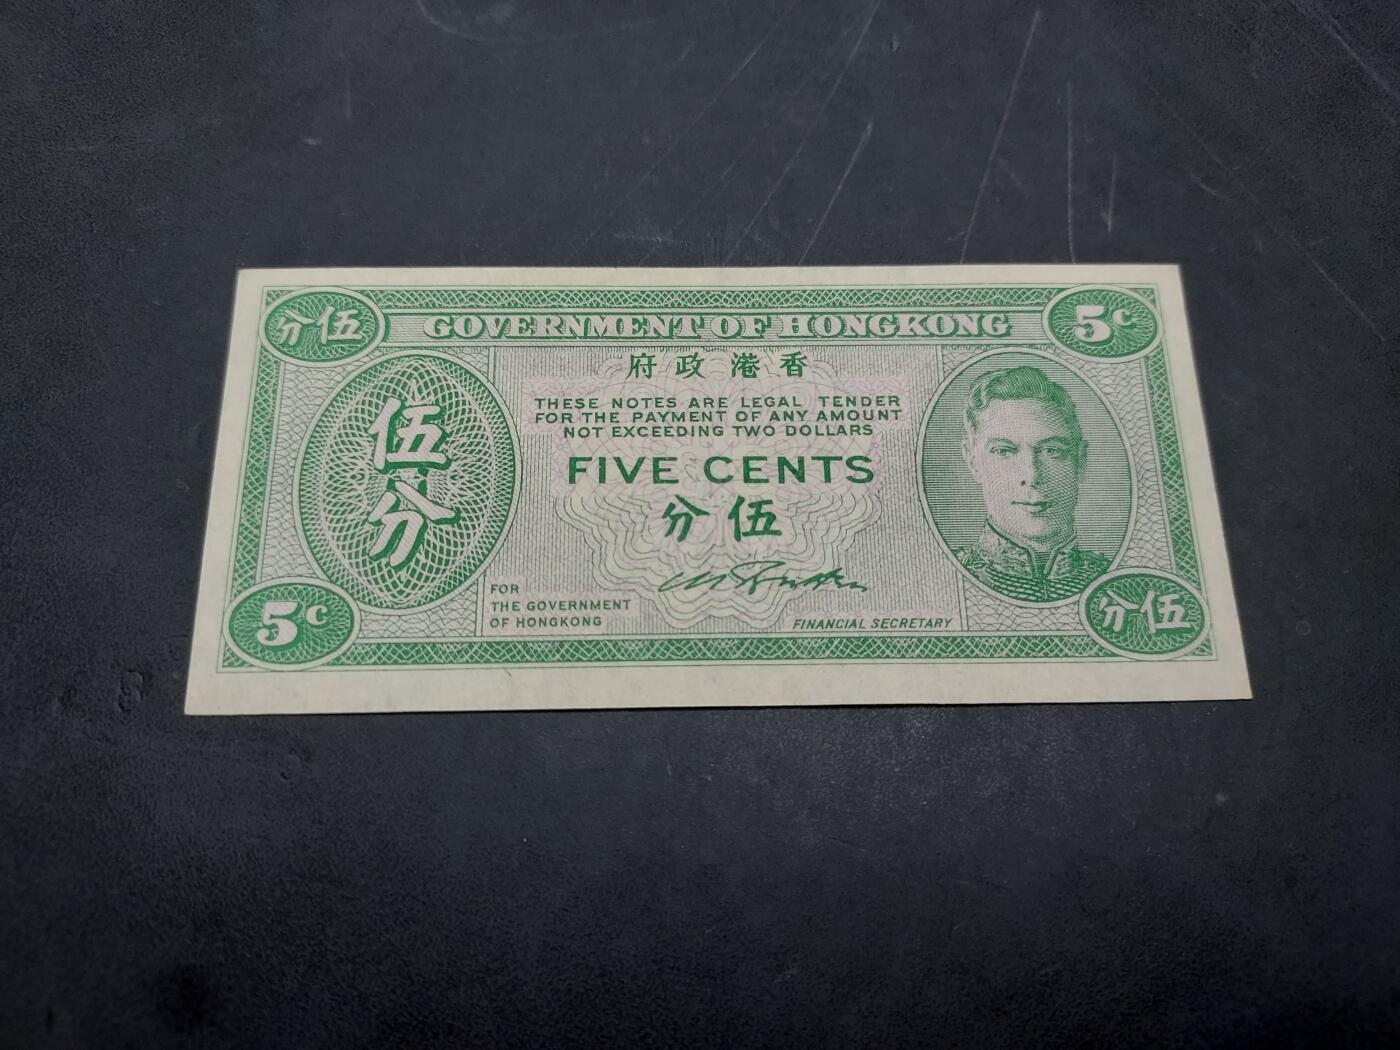 分伍
GOVERNMENT OF HONGKONG
5c
府政港香
THESE NOTES ARE LEGAL TENDER
FOR THE PAYMENT OF ANY AMOUNT
NOT EXCEEDING TWO DOLLARS
伍分
FIVE CENTS
分伍
FOR
THE GOVERNMENT
OF HONGKONG
FINANCIAL SECRETARY
5c
分伍